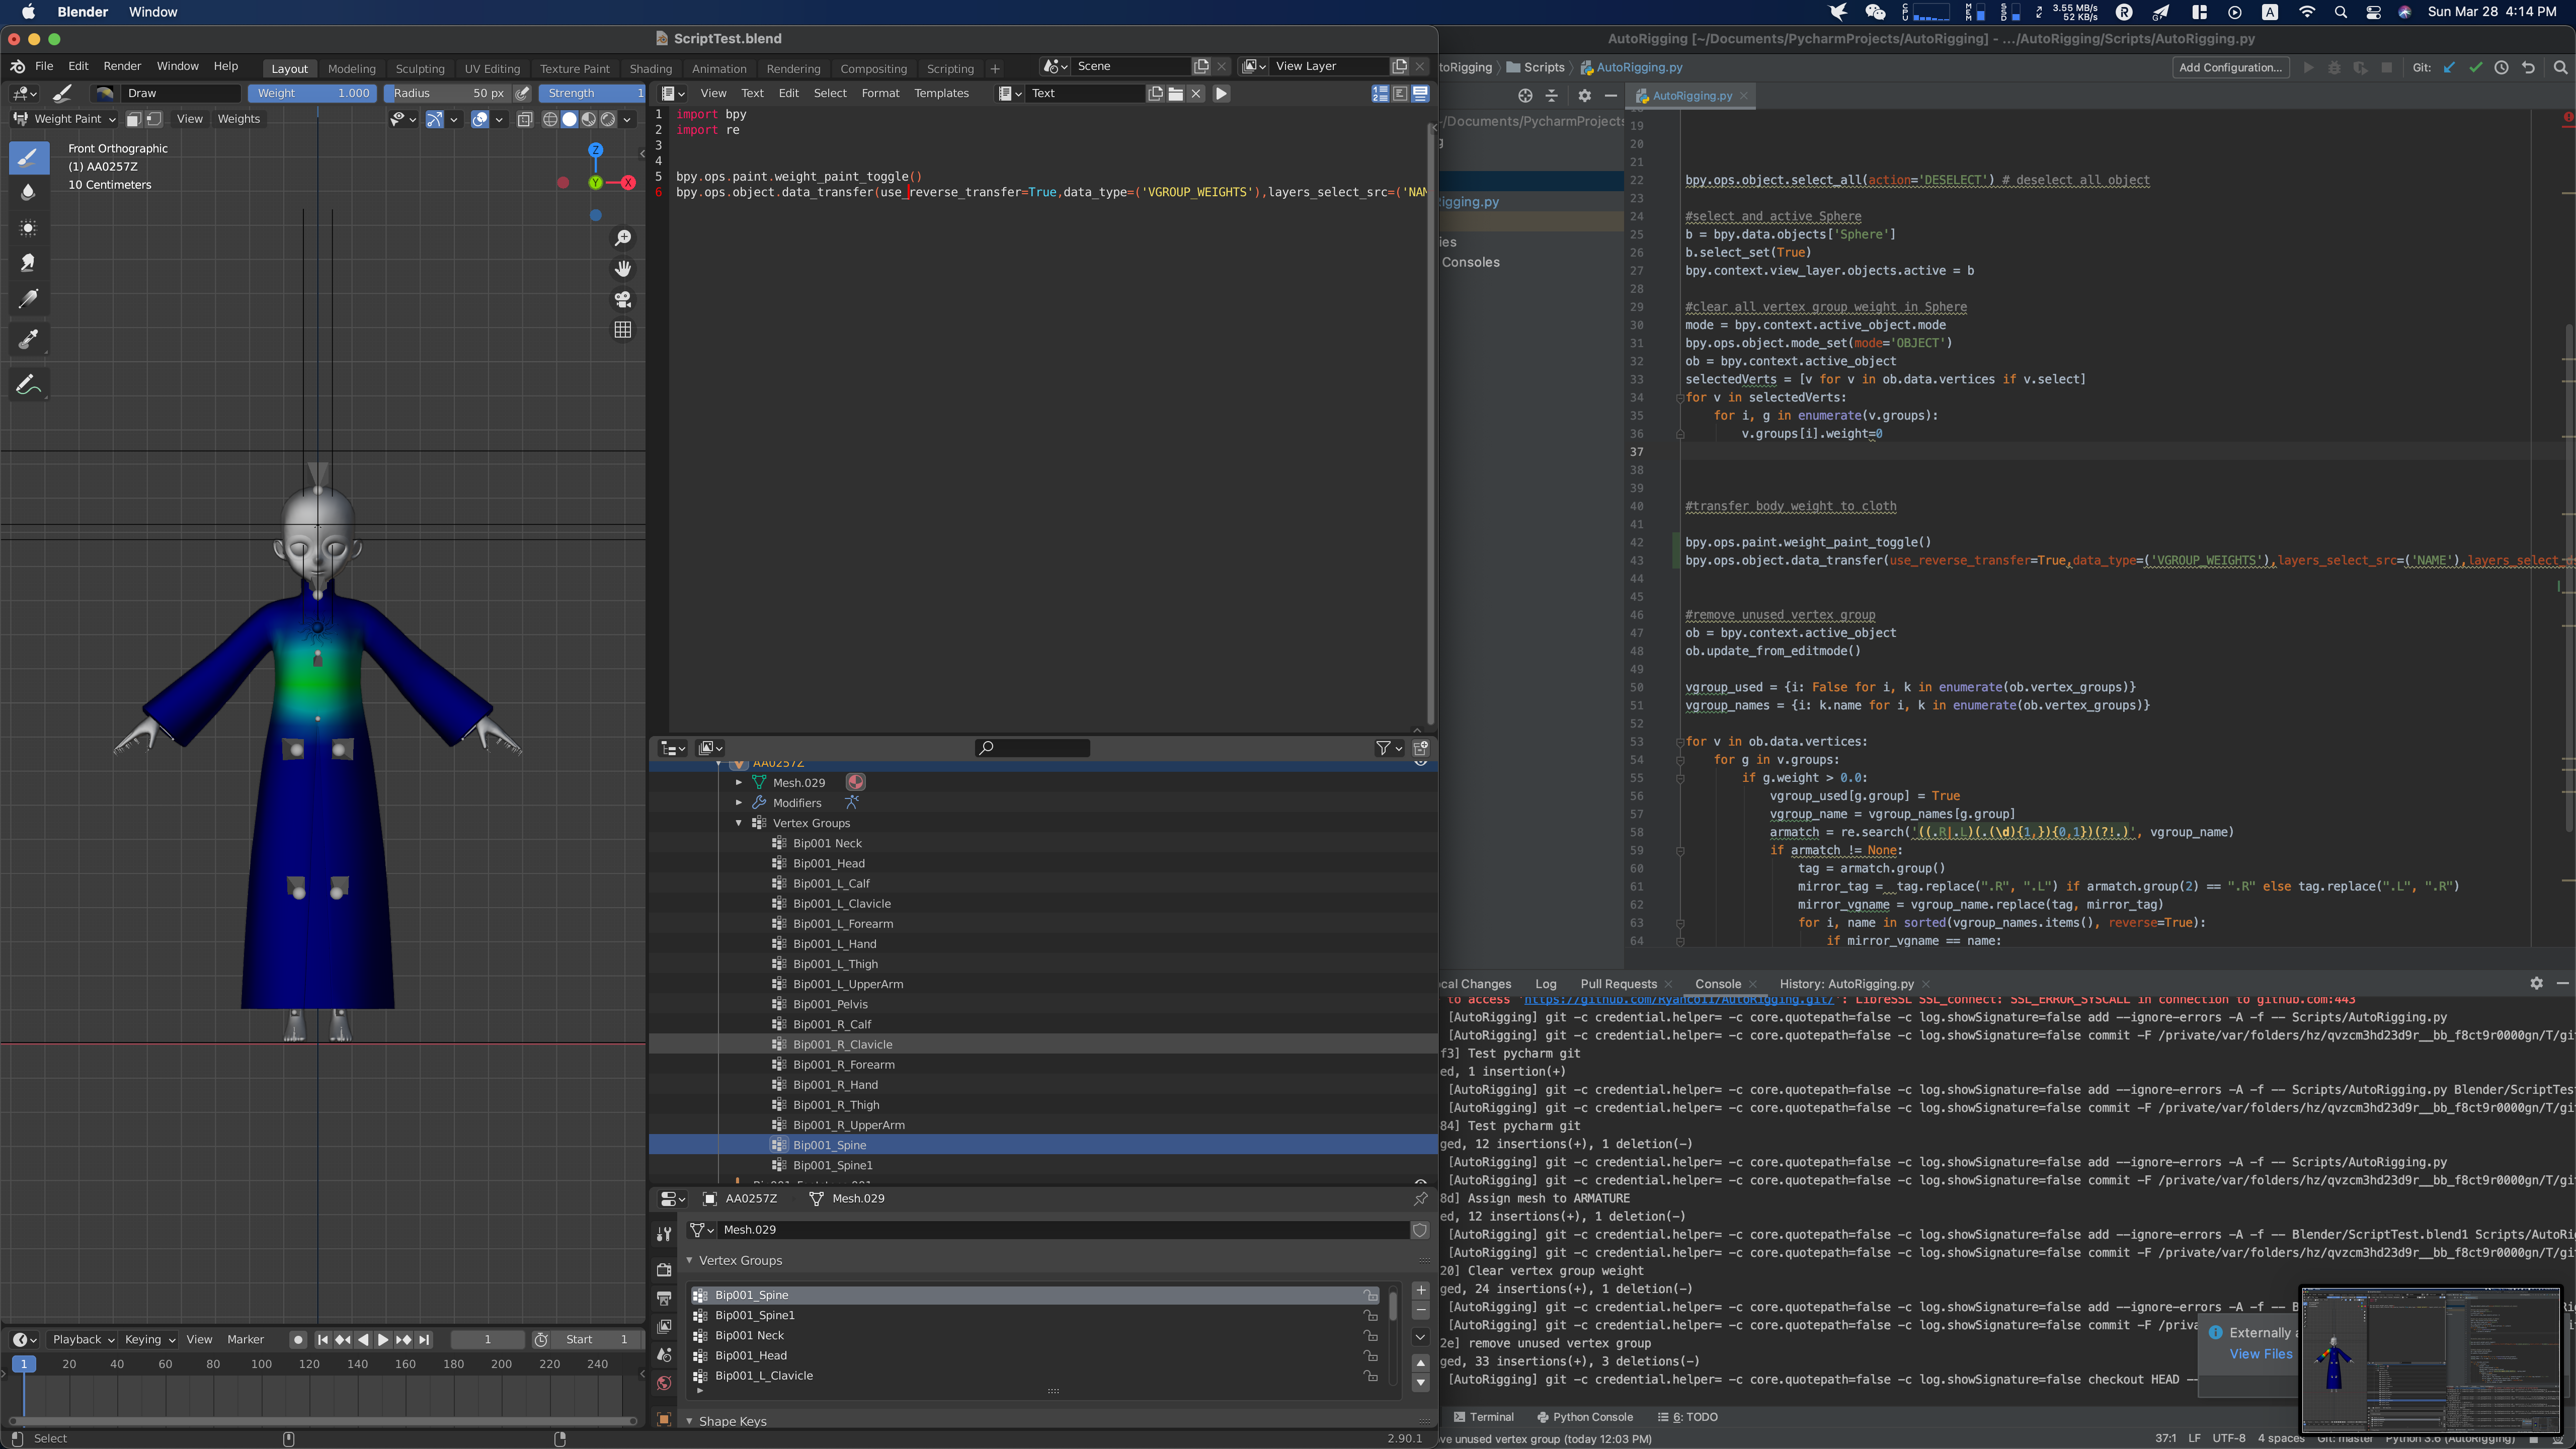 Blender Window
3.55 MB/s
52 KB/s
Sun Mar 28 4:14 PM
ScriptTest.blend
File Edit Render Window Help
Layout Modeling Sculpting UV Editing Texture Paint Shading Animation Rendering Compositing Scripting
Scene
View Layer
Draw
Weight 1.000
Radius 50 px
Strength 1
Weight Paint View Weights
Front Orthographic
(1) AA0257Z
10 Centimeters
View Text Edit Select Format Templates
Text
1 import bpy
2 import re
3
4
5 bpy.ops.paint.weight_paint_toggle()
6 bpy.ops.object.data_transfer(use_reverse_transfer=True,data_type=('VGROUP_WEIGHTS'),layers_select_src=('NAM
AA0257Z
Mesh.029
Modifiers
Vertex Groups
Bip001 Neck
Bip001_Head
Bip001_L_Calf
Bip001_L_Clavicle
Bip001_L_Forearm
Bip001_L_Hand
Bip001_L_Thigh
Bip001_L_UpperArm
Bip001_Pelvis
Bip001_R_Calf
Bip001_R_Clavicle
Bip001_R_Forearm
Bip001_R_Hand
Bip001_R_Thigh
Bip001_R_UpperArm
Bip001_Spine
Bip001_Spine1
AA0257Z Mesh.029
Mesh.029
Vertex Groups
Bip001_Spine
Bip001_Spine1
Bip001 Neck
Bip001_Head
Bip001_L_Clavicle
Shape Keys
Playback Keying View Marker
1 Start 1
1 20 40 60 80 100 120 140 160 180 200 220 240
Select
2.90.1
AutoRigging [~/Documents/PycharmProjects/AutoRigging] - .../AutoRigging/Scripts/AutoRigging.py
toRigging Scripts AutoRigging.py
Add Configuration...
Git:
AutoRigging.py
~/Documents/PycharmProjects
igging.py
ies
Consoles
19
20
21
22 bpy.ops.object.select_all(action='DESELECT') # deselect all object
23
24 #select and active Sphere
25 b = bpy.data.objects['Sphere']
26 b.select_set(True)
27 bpy.context.view_layer.objects.active = b
28
29 #clear all vertex group weight in Sphere
30 mode = bpy.context.active_object.mode
31 bpy.ops.object.mode_set(mode='OBJECT')
32 ob = bpy.context.active_object
33 selectedVerts = [v for v in ob.data.vertices if v.select]
34 for v in selectedVerts:
35 for i, g in enumerate(v.groups):
36 v.groups[i].weight=0
37
38
39
40 #transfer body weight to cloth
41
42 bpy.ops.paint.weight_paint_toggle()
43 bpy.ops.object.data_transfer(use_reverse_transfer=True,data_type=('VGROUP_WEIGHTS'),layers_select_src=('NAME'),layers_select_ds
44
45
46 #remove unused vertex group
47 ob = bpy.context.active_object
48 ob.update_from_editmode()
49
50 vgroup_used = {i: False for i, k in enumerate(ob.vertex_groups)}
51 vgroup_names = {i: k.name for i, k in enumerate(ob.vertex_groups)}
52
53 for v in ob.data.vertices:
54 for g in v.groups:
55 if g.weight > 0.0:
56 vgroup_used[g.group] = True
57 vgroup_name = vgroup_names[g.group]
58 armatch = re.search('((.R|.L)(.(\d){1,}){0,1})(?!.)', vgroup_name)
59 if armatch != None:
60 tag = armatch.group()
61 mirror_tag = tag.replace(".R", ".L") if armatch.group(2) == ".R" else tag.replace(".L", ".R")
62 mirror_vgname = vgroup_name.replace(tag, mirror_tag)
63 for i, name in sorted(vgroup_names.items(), reverse=True):
64 if mirror_vgname == name:
cal Changes Log Pull Requests Console History: AutoRigging.py
to access 'https://github.com/Ryanco11/AutoRigging.git/': LibreSSL SSL_connect: SSL_ERROR_SYSCALL in connection to github.com:443
[AutoRigging] git -c credential.helper= -c core.quotepath=false -c log.showSignature=false add --ignore-errors -A -f -- Scripts/AutoRigging.py
[AutoRigging] git -c credential.helper= -c core.quotepath=false -c log.showSignature=false commit -F /private/var/folders/hz/qvzcm3hd23d9r__bb_f8ct9r0000gn/T/git
f3] Test pycharm git
ed, 1 insertion(+)
[AutoRigging] git -c credential.helper= -c core.quotepath=false -c log.showSignature=false add --ignore-errors -A -f -- Scripts/AutoRigging.py Blender/ScriptTes
[AutoRigging] git -c credential.helper= -c core.quotepath=false -c log.showSignature=false commit -F /private/var/folders/hz/qvzcm3hd23d9r__bb_f8ct9r0000gn/T/git
84] Test pycharm git
ged, 12 insertions(+), 1 deletion(-)
[AutoRigging] git -c credential.helper= -c core.quotepath=false -c log.showSignature=false add --ignore-errors -A -f -- Scripts/AutoRigging.py
[AutoRigging] git -c credential.helper= -c core.quotepath=false -c log.showSignature=false commit -F /private/var/folders/hz/qvzcm3hd23d9r__bb_f8ct9r0000gn/T/git
8d] Assign mesh to ARMATURE
ed, 12 insertions(+), 1 deletion(-)
[AutoRigging] git -c credential.helper= -c core.quotepath=false -c log.showSignature=false add --ignore-errors -A -f -- Blender/ScriptTest.blend1 Scripts/AutoRi
[AutoRigging] git -c credential.helper= -c core.quotepath=false -c log.showSignature=false commit -F /private/var/folders/hz/qvzcm3hd23d9r__bb_f8ct9r0000gn/T/git
20] Clear vertex group weight
ged, 24 insertions(+), 1 deletion(-)
[AutoRigging] git -c credential.helper= -c core.quotepath=false -c log.showSignature=false add --ignore-errors -A -f -- B
[AutoRigging] git -c credential.helper= -c core.quotepath=false -c log.showSignature=false commit -F /priva
2e] remove unused vertex group
ged, 33 insertions(+), 3 deletions(-)
[AutoRigging] git -c credential.helper= -c core.quotepath=false -c log.showSignature=false checkout HEAD --
Externally a
View Files
Terminal Python Console 6: TODO
ve unused vertex group (today 12:03 PM)
37:1 LF UTF-8 4 spaces Git: master Python 3.6 (AutoRigging)